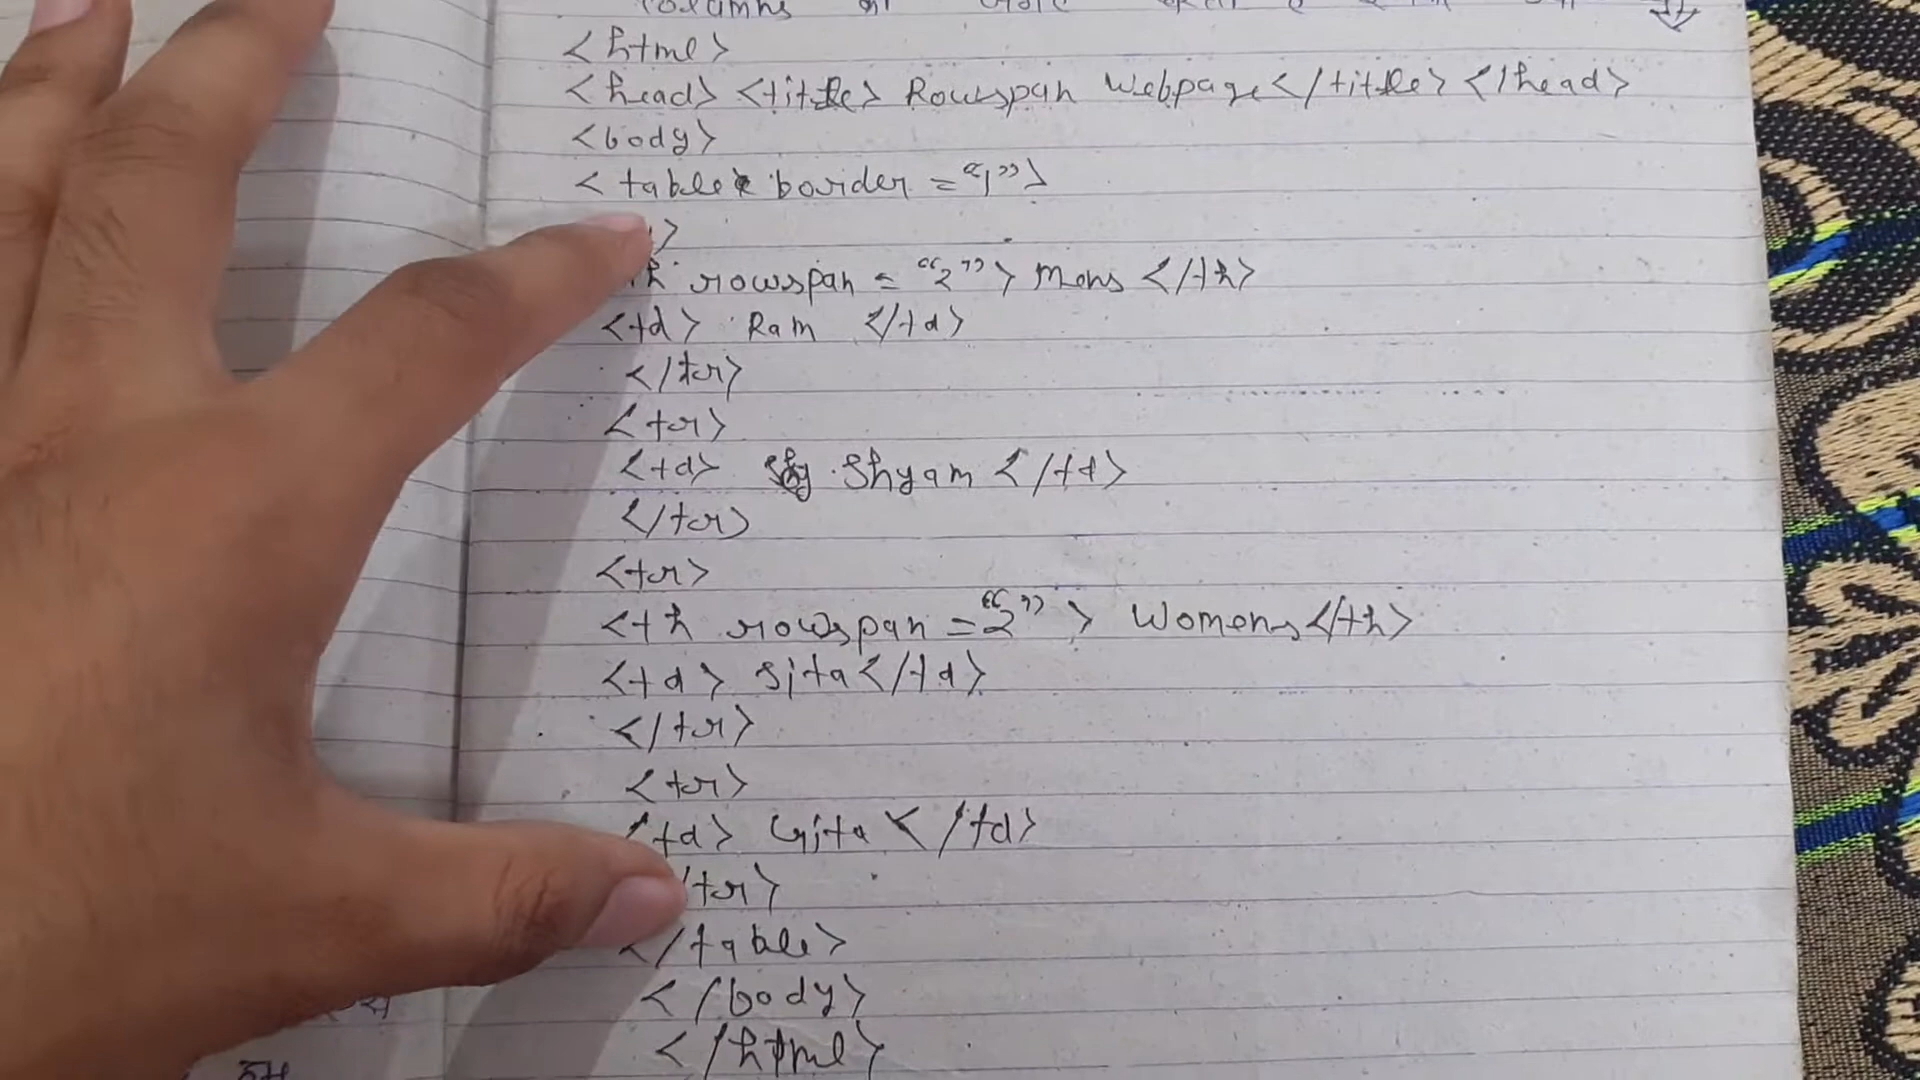 Columns
<html>
<head> <title> Rowspan Webpage </title> </head>
<body>
<table border = "1">
>
rowspan = "2"> Mens </th>
<td> Ram </td>
</tr>
<tr>
<td> Shyam </td>
</tr>
<tr>
<th rowspan = "2"> Womens </th>
<td> Sita </td>
</tr>
<tr>
td> Gita </td>
/tr>
</table>
</body>
</html>